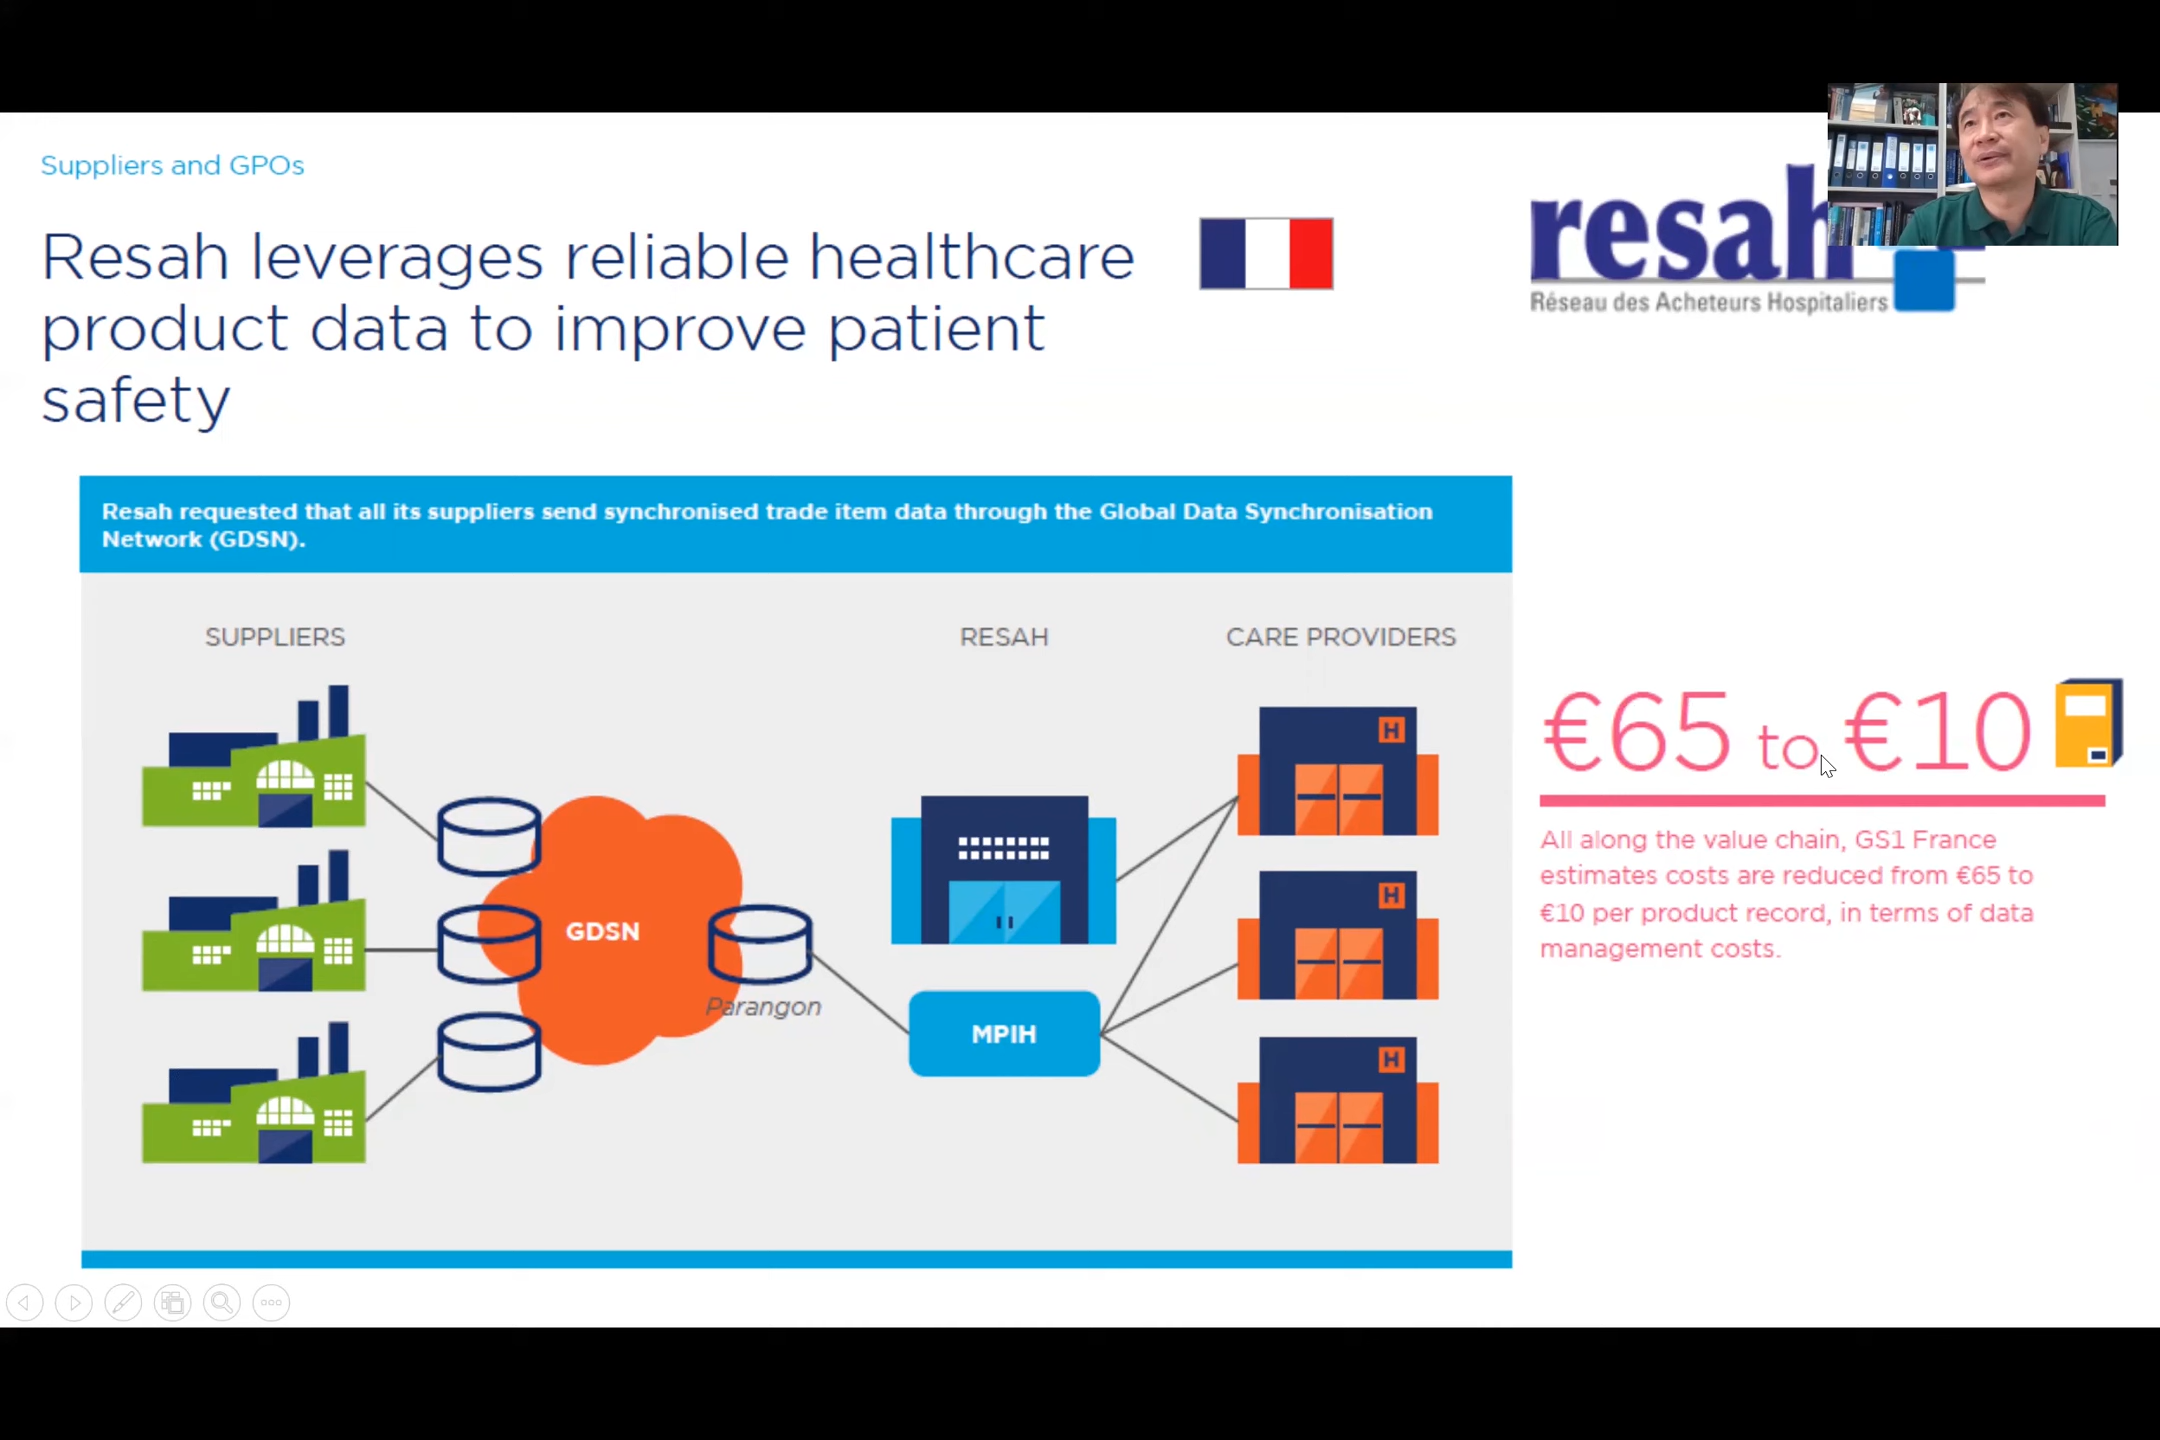 Suppliers and GPOs
Resah leverages reliable healthcare
product data to improve patient
safety
resah
Réseau des Acheteurs Hospitaliers
Resah requested that all its suppliers send synchronised trade item data through the Global Data Synchronisation
Network (GDSN).
SUPPLIERS
RESAH
CARE PROVIDERS
H
H
H
GDSN
Parangon
MPIH
€65 to €10
All along the value chain, GS1 France
estimates costs are reduced from €65 to
€10 per product record, in terms of data
management costs.